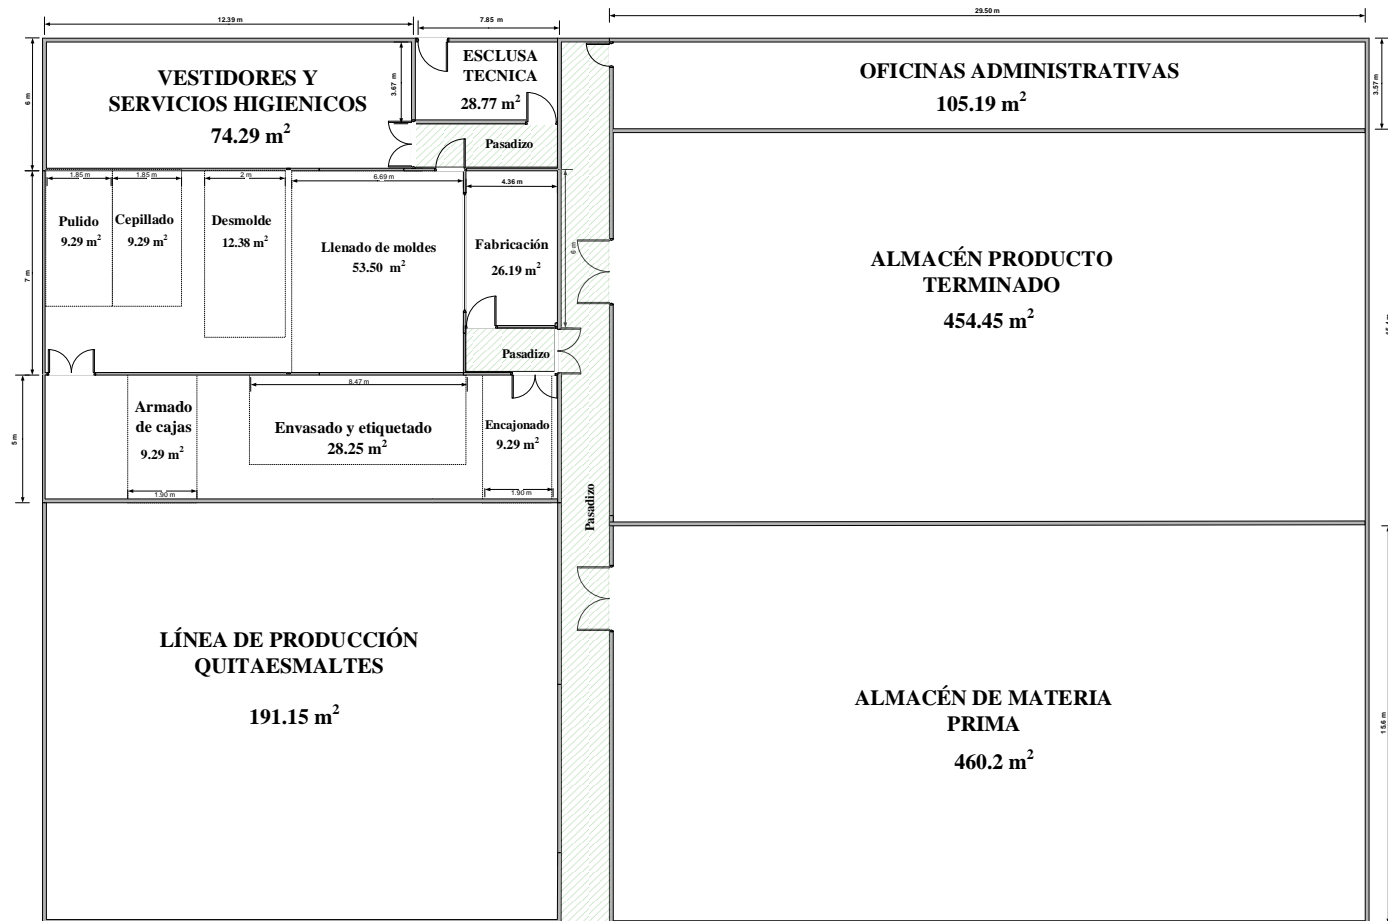 12.39 m
7.85 m
29.50 m
6 m
VESTIDORES Y
SERVICIOS HIGIENICOS
74.29 m²
3.67 m
ESCLUSA
TECNICA
28.77 m²
Pasadizo
OFICINAS ADMINISTRATIVAS
105.19 m²
3.57 m
7 m
1.85 m
1.85 m
2 m
6.69 m
4.36 m
Pulido
9.29 m²
Cepillado
9.29 m²
Desmolde
12.38 m²
Llenado de moldes
53.50 m²
Fabricación
26.19 m²
6 m
Pasadizo
ALMACÉN PRODUCTO
TERMINADO
454.45 m²
5 m
Armado
de cajas
9.29 m²
1.90 m
8.47 m
Envasado y etiquetado
28.25 m²
Encajonado
9.29 m²
1.90 m
Pasadizo
LÍNEA DE PRODUCCIÓN
QUITAESMALTES
191.15 m²
ALMACÉN DE MATERIA
PRIMA
460.2 m²
15.6 m